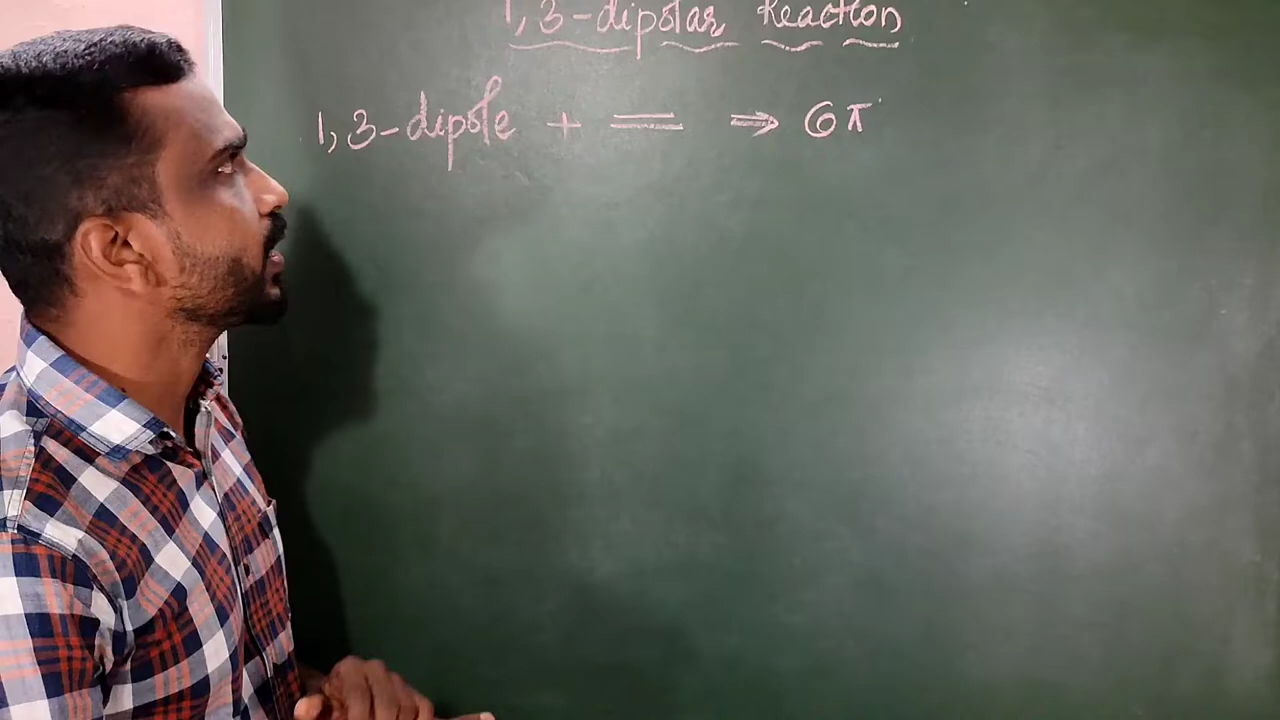 1,3-dipolar Reaction
1,3-dipole + = ⇒ 6π